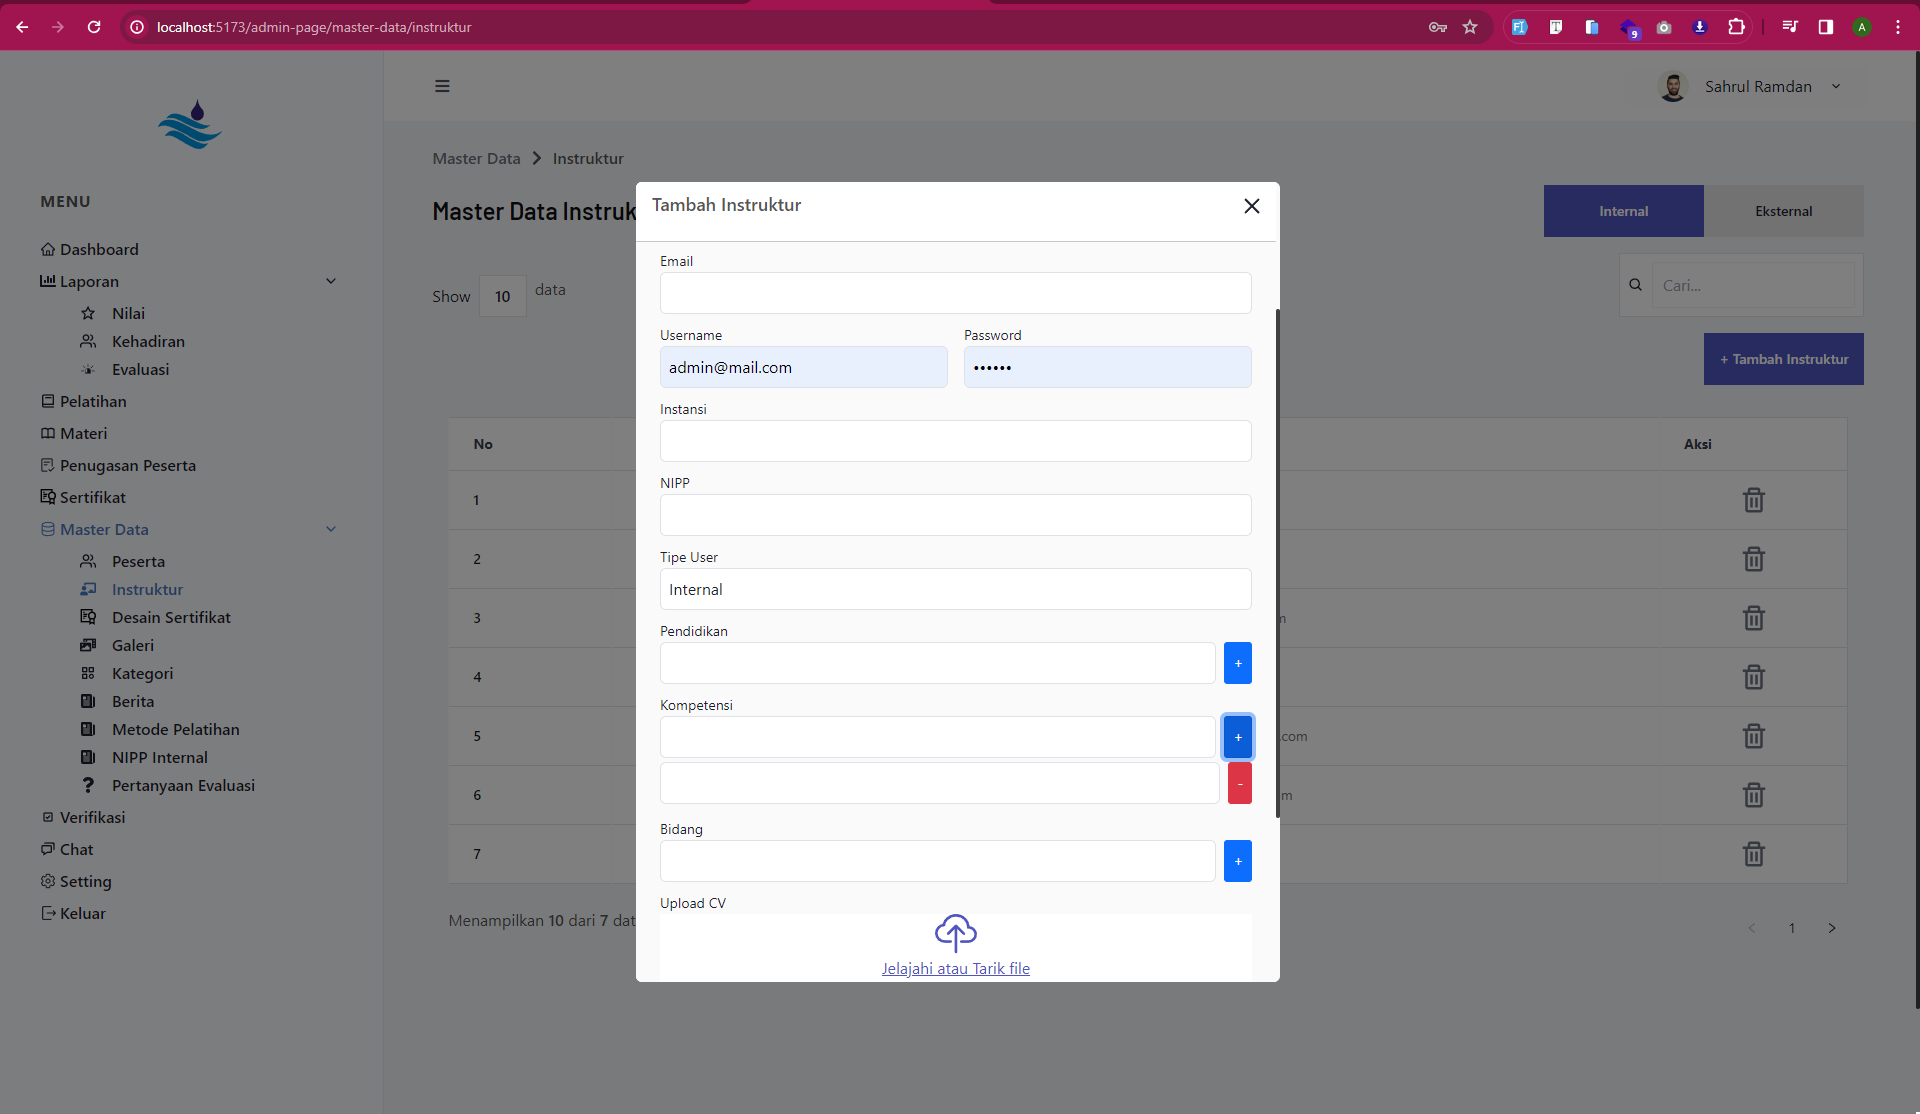 localhost:5173/admin-page/master-data/instruktur
9
A
Sahrul Ramdan
MENU
Dashboard
Laporan
Nilai
Kehadiran
Evaluasi
Pelatihan
Materi
Penugasan Peserta
Sertifikat
Master Data
Peserta
Instruktur
Desain Sertifikat
Galeri
Kategori
Berita
Metode Pelatihan
NIPP Internal
Pertanyaan Evaluasi
Verifikasi
Chat
Setting
Keluar
Master Data > Instruktur
Master Data Instruk
Internal
Eksternal
Show 10 data
Cari...
+ Tambah Instruktur
No
Aksi
1
2
3
4
5
.com
6
m
7
Menampilkan 10 dari 7 dat
< 1 >
Tambah Instruktur
Email
Username
Password
admin@mail.com
••••••
Instansi
NIPP
Tipe User
Internal
Pendidikan
+
Kompetensi
+
-
Bidang
+
Upload CV
Jelajahi atau Tarik file